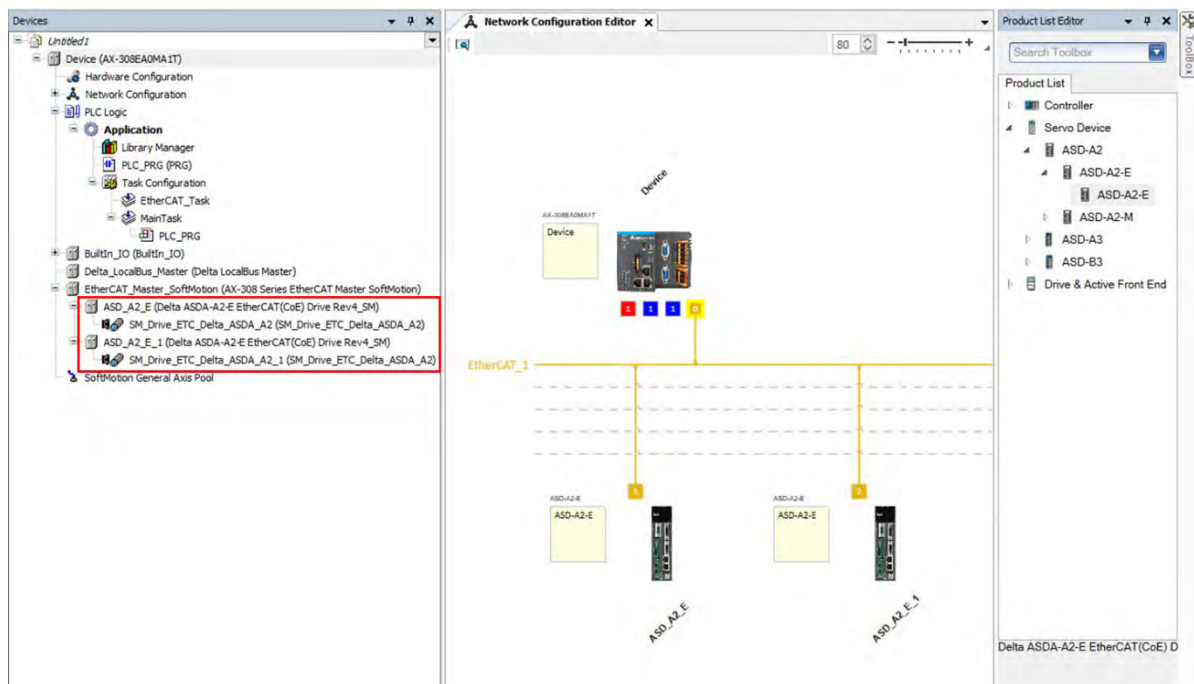 Devices
Untitled1
Device (AX-308EA0MA1T)
Hardware Configuration
Network Configuration
PLC Logic
Application
Library Manager
PLC_PRG (PRG)
Task Configuration
EtherCAT_Task
MainTask
PLC_PRG
BuiltIn_IO (BuiltIn_IO)
Delta_LocalBus_Master (Delta LocalBus Master)
EtherCAT_Master_SoftMotion (AX-308 Series EtherCAT Master SoftMotion)
ASD_A2_E (Delta ASDA-A2-E EtherCAT(CoE) Drive Rev4_SM)
SM_Drive_ETC_Delta_ASDA_A2 (SM_Drive_ETC_Delta_ASDA_A2)
ASD_A2_E_1 (Delta ASDA-A2-E EtherCAT(CoE) Drive Rev4_SM)
SM_Drive_ETC_Delta_ASDA_A2_1 (SM_Drive_ETC_Delta_ASDA_A2)
SoftMotion General Axis Pool
Network Configuration Editor
80
Device
AX-308EA0MA1T
Device
1 1 1
EtherCAT_1
ASD-A2-E
ASD-A2-E
ASD_A2_E
2
ASD-A2-E
ASD-A2-E
ASD_A2_E_1
Product List Editor
Search Toolbox
Product List
Controller
Servo Device
ASD-A2
ASD-A2-E
ASD-A2-E
ASD-A2-M
ASD-A3
ASD-B3
Drive & Active Front End
Delta ASDA-A2-E EtherCAT(CoE) D
ToolBox